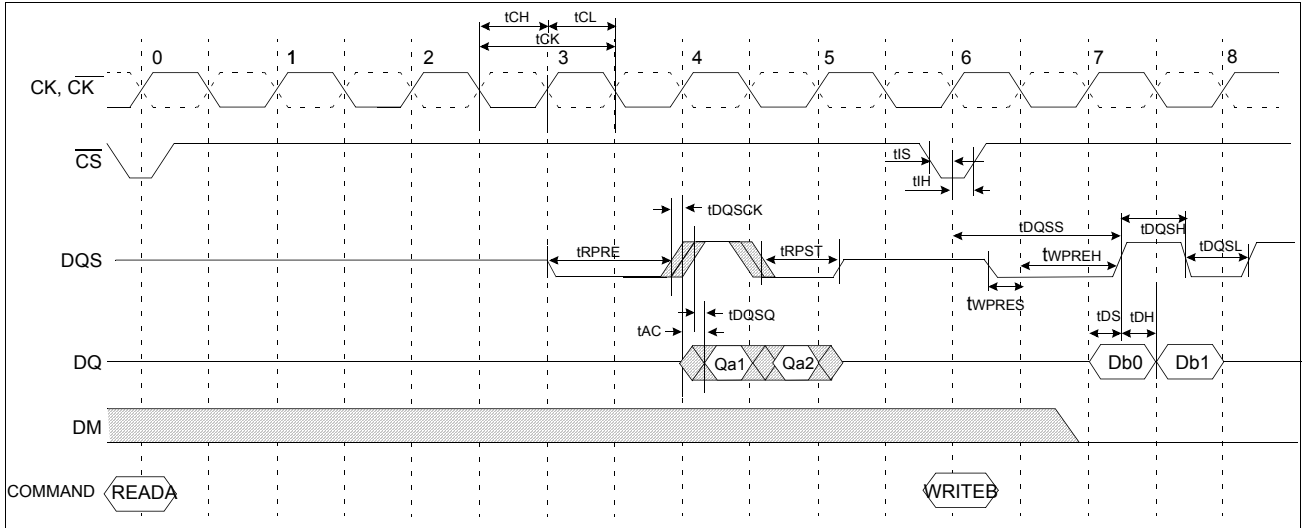 tCH tCL
tCK
0 1 2 3 4 5 6 7 8
CK, CK
CS
tIS
tIH
tDQSCK
tDQSS
tDQSH
tRPRE
tRPST
tDQSL
DQS
tWPREH
tWPRES
tDQSQ
tAC
tDS tDH
DQ
Qa1 Qa2
Db0 Db1
DM
COMMAND READA WRITEB